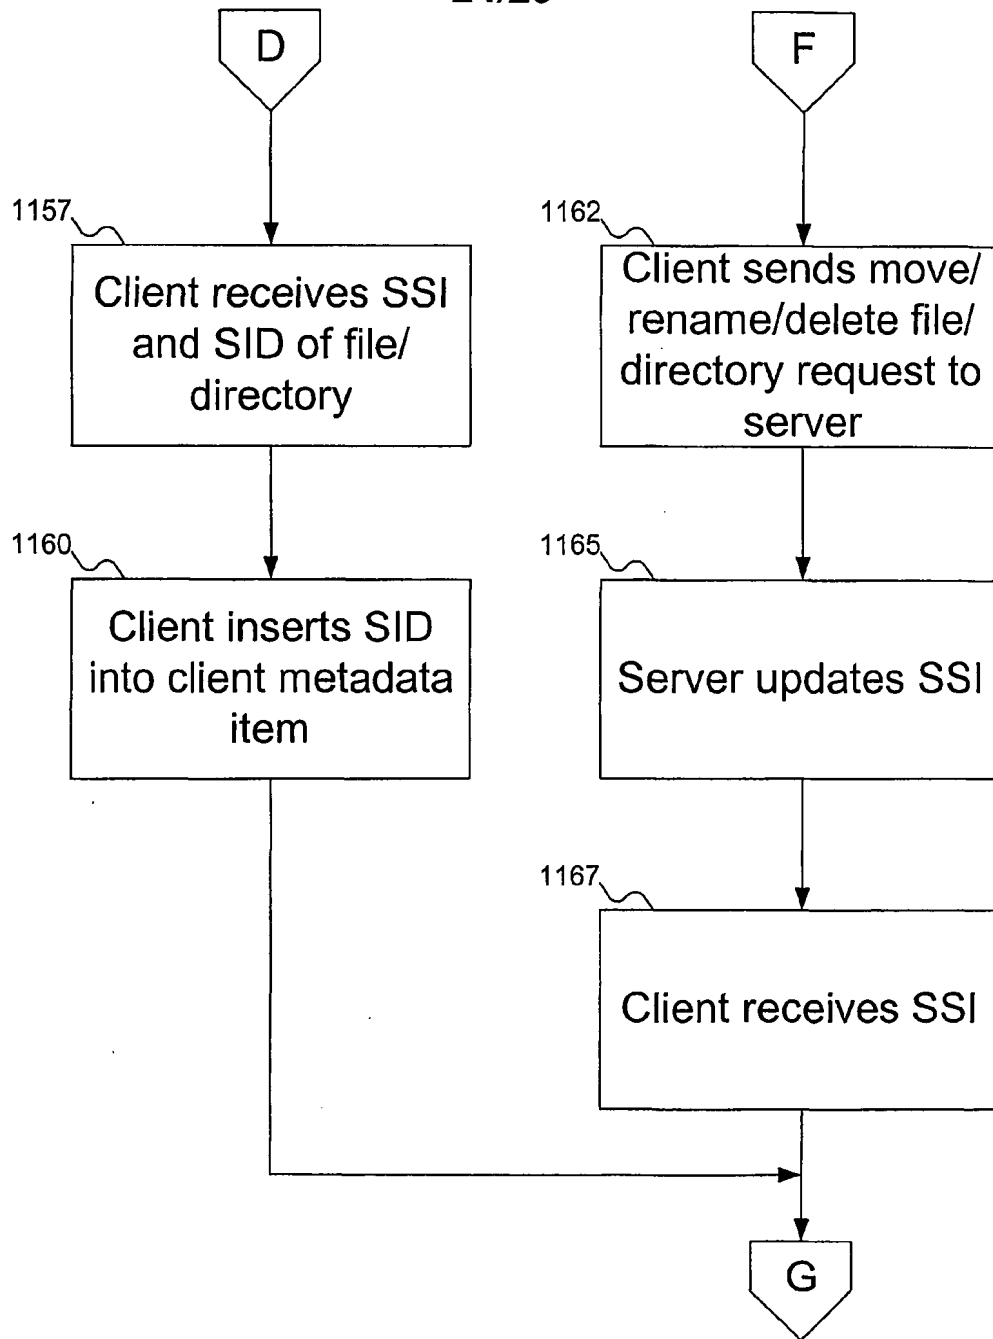 D
F
1157
Client receives SSI
and SID of file/
directory
1162
Client sends move/
rename/delete file/
directory request to
server
1160
Client inserts SID
into client metadata
item
1165
Server updates SSI
1167
Client receives SSI
G